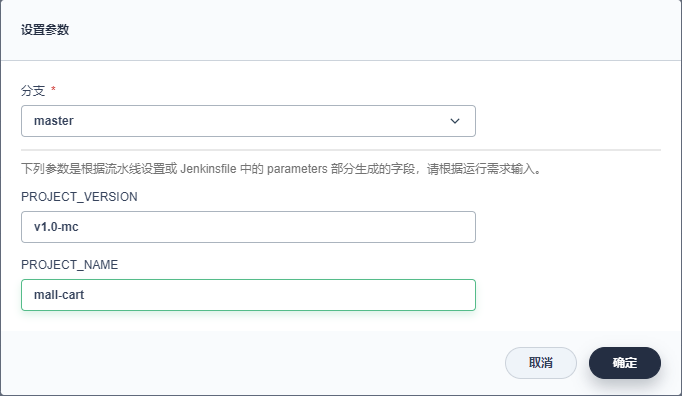 设置参数
分支 *
master
下列参数是根据流水线设置或 Jenkinsfile 中的 parameters 部分生成的字段，请根据运行需求输入。
PROJECT_VERSION
v1.0-mc
PROJECT_NAME
mall-cart
取消 确定